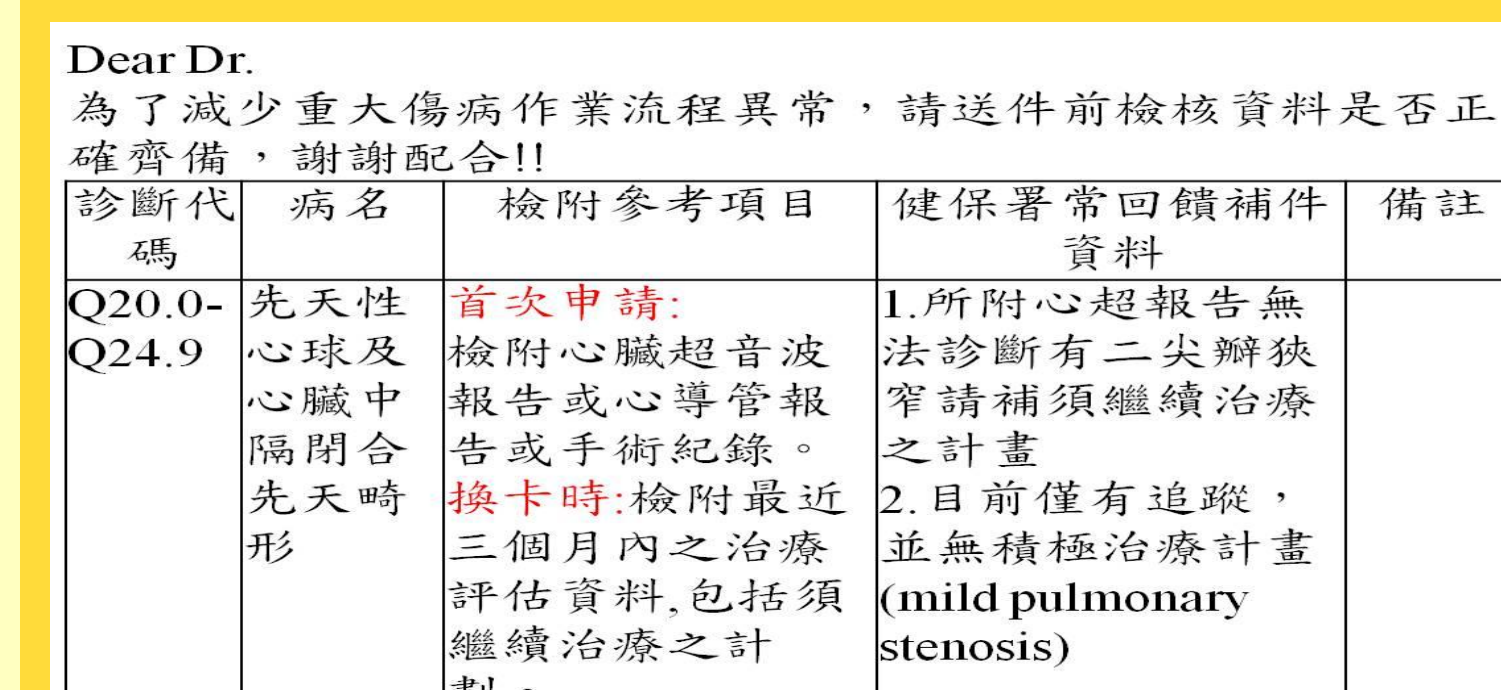 Dear Dr.
為了減少重大傷病作業流程異常，請送件前檢核資料是否正
確齊備，謝謝配合!!
診斷代
碼
病名
檢附參考項目
健保署常回饋補件
資料
備註
Q20.0-
Q24.9
先天性
心球及
心臟中
隔閉合
先天畸
形
首次申請:
檢附心臟超音波
報告或心導管報
告或手術紀錄。
換卡時:檢附最近
三個月內之治療
評估資料,包括須
繼續治療之計
劃。
1.所附心超報告無
法診斷有二尖瓣狹
窄請補須繼續治療
之計畫
2.目前僅有追蹤，
並無積極治療計畫
(mild pulmonary
stenosis)